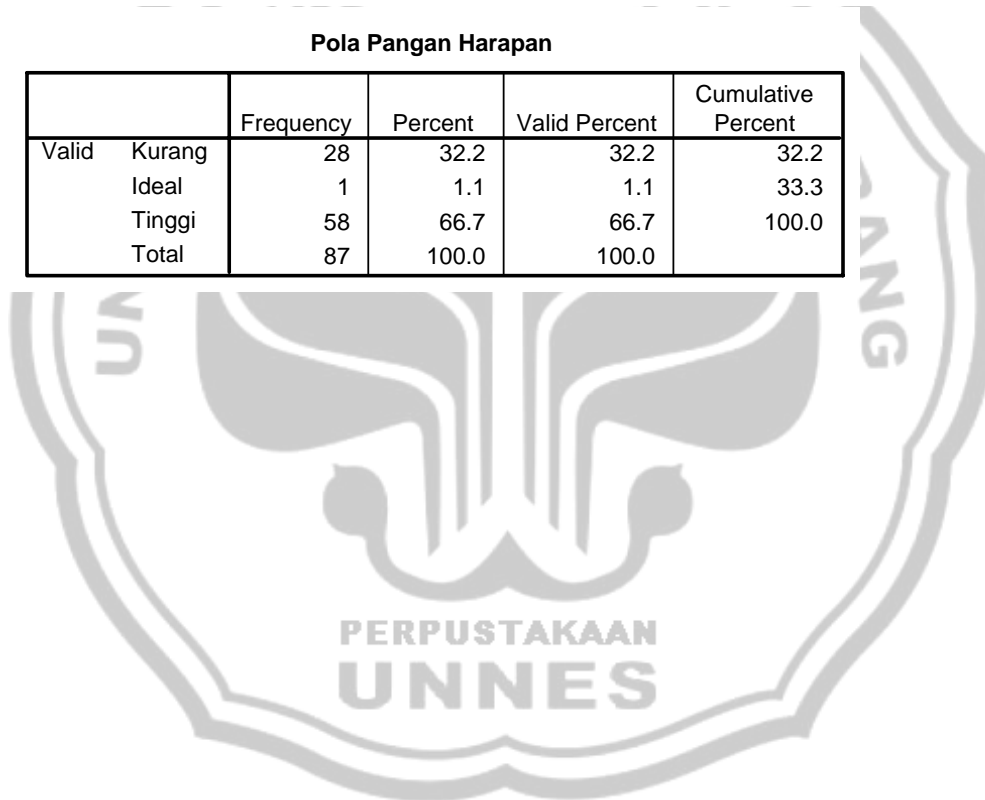 Pola Pangan Harapan
Frequency Percent Valid Percent Cumulative Percent
Valid Kurang 28 32.2 32.2 32.2
Ideal 1 1.1 1.1 33.3
Tinggi 58 66.7 66.7 100.0
Total 87 100.0 100.0
PERPUSTAKAAN
UNNES